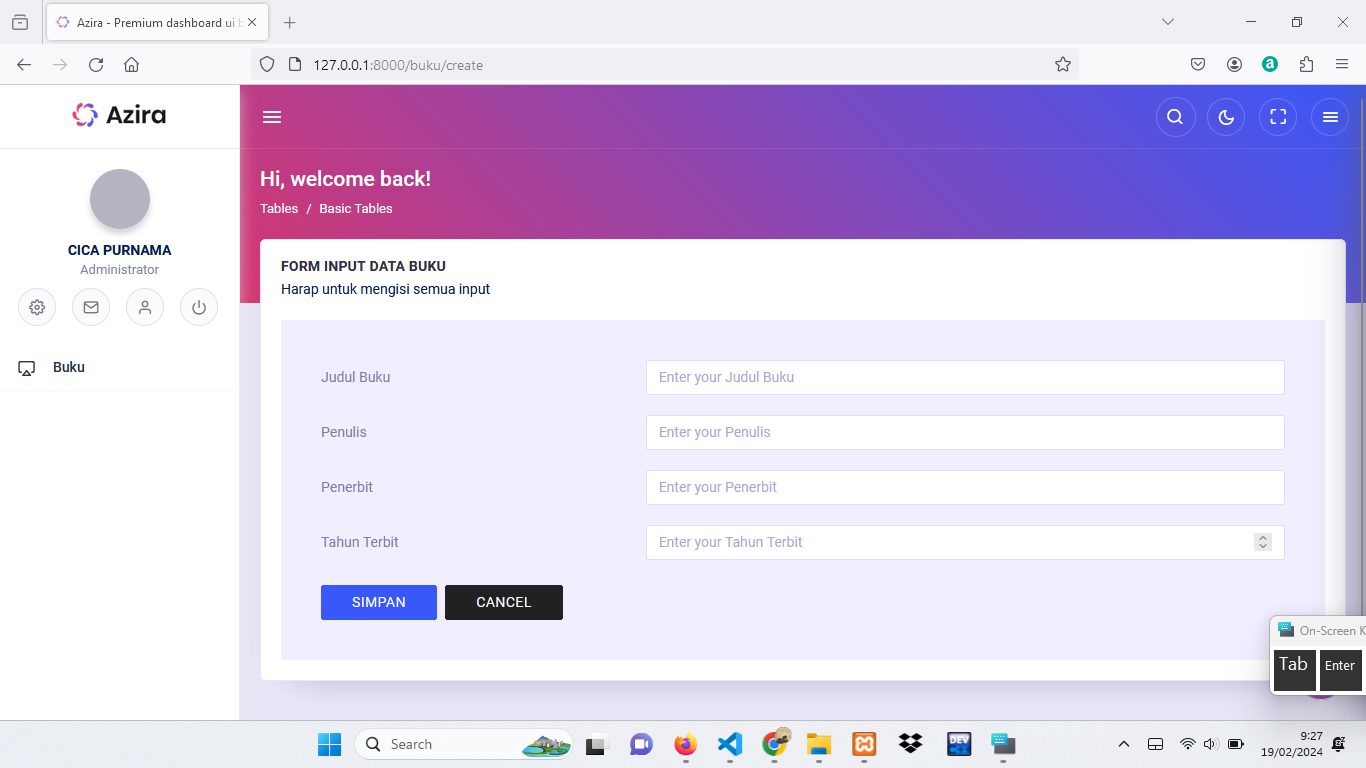 Azira - Premium dashboard ui b
127.0.0.1:8000/buku/create
Azira
CICA PURNAMA
Administrator
Buku
Hi, welcome back!
Tables / Basic Tables
FORM INPUT DATA BUKU
Harap untuk mengisi semua input
Judul Buku Enter your Judul Buku
Penulis Enter your Penulis
Penerbit Enter your Penerbit
Tahun Terbit Enter your Tahun Terbit
SIMPAN CANCEL
On-Screen K
Tab Enter
Search
DEV
9:27
19/02/2024